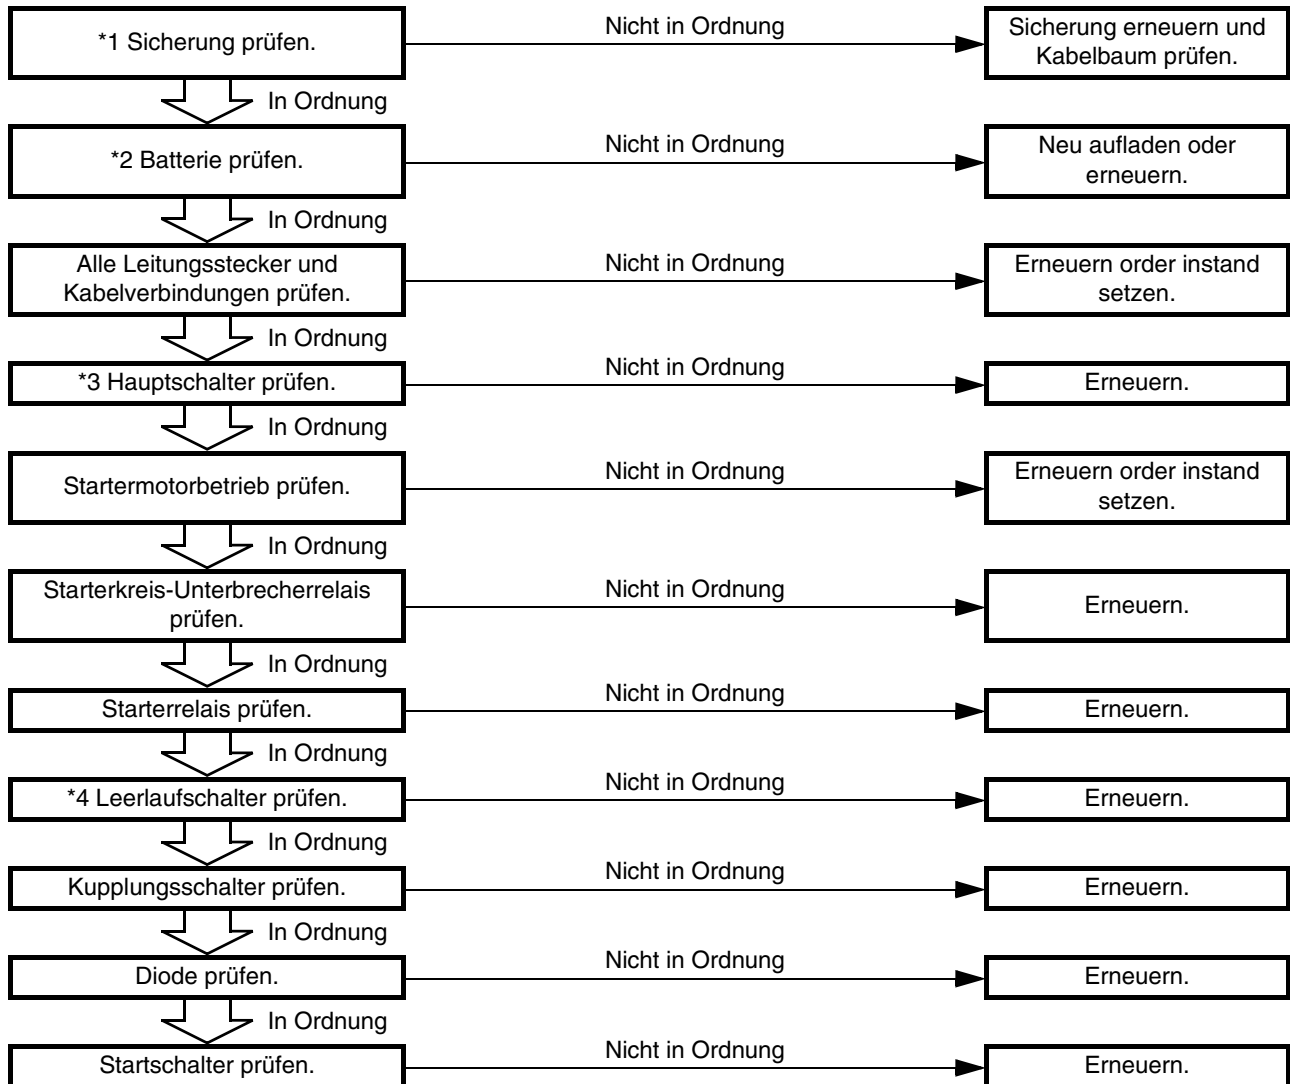 *1 Sicherung prüfen.
Nicht in Ordnung
Sicherung erneuern und
Kabelbaum prüfen.
In Ordnung
*2 Batterie prüfen.
Nicht in Ordnung
Neu aufladen oder
erneuern.
In Ordnung
Alle Leitungsstecker und
Kabelverbindungen prüfen.
Nicht in Ordnung
Erneuern order instand
setzen.
In Ordnung
*3 Hauptschalter prüfen.
Nicht in Ordnung
Erneuern.
In Ordnung
Startermotorbetrieb prüfen.
Nicht in Ordnung
Erneuern order instand
setzen.
In Ordnung
Starterkreis-Unterbrecherrelais
prüfen.
Nicht in Ordnung
Erneuern.
In Ordnung
Starterrelais prüfen.
Nicht in Ordnung
Erneuern.
In Ordnung
*4 Leerlaufschalter prüfen.
Nicht in Ordnung
Erneuern.
In Ordnung
Kupplungsschalter prüfen.
Nicht in Ordnung
Erneuern.
In Ordnung
Diode prüfen.
Nicht in Ordnung
Erneuern.
In Ordnung
Startschalter prüfen.
Nicht in Ordnung
Erneuern.